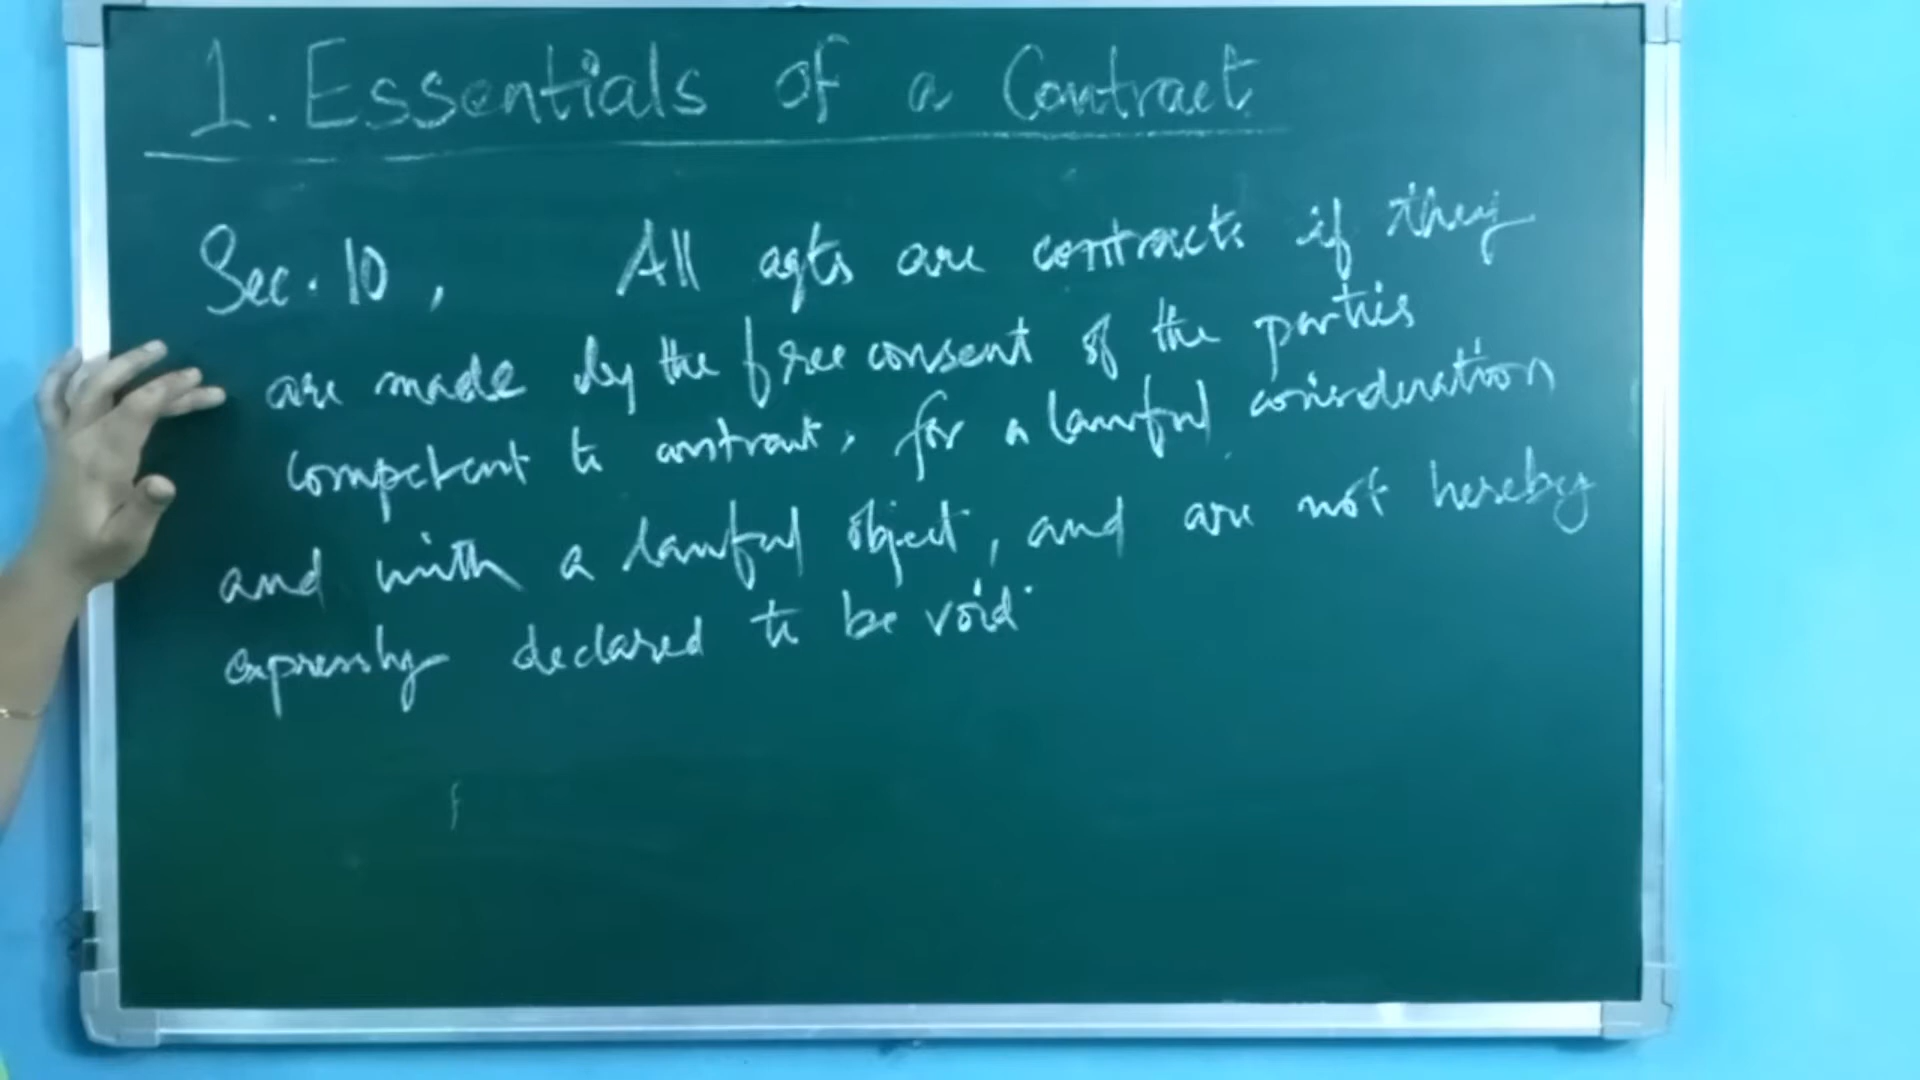 1. Essentials of a Contract
Sec. 10, All agts are contracts if they
are made by the free consent of the parties
competent to contract, for a lawful consideration
and with a lawful object, and are not hereby
expressly declared to be void.